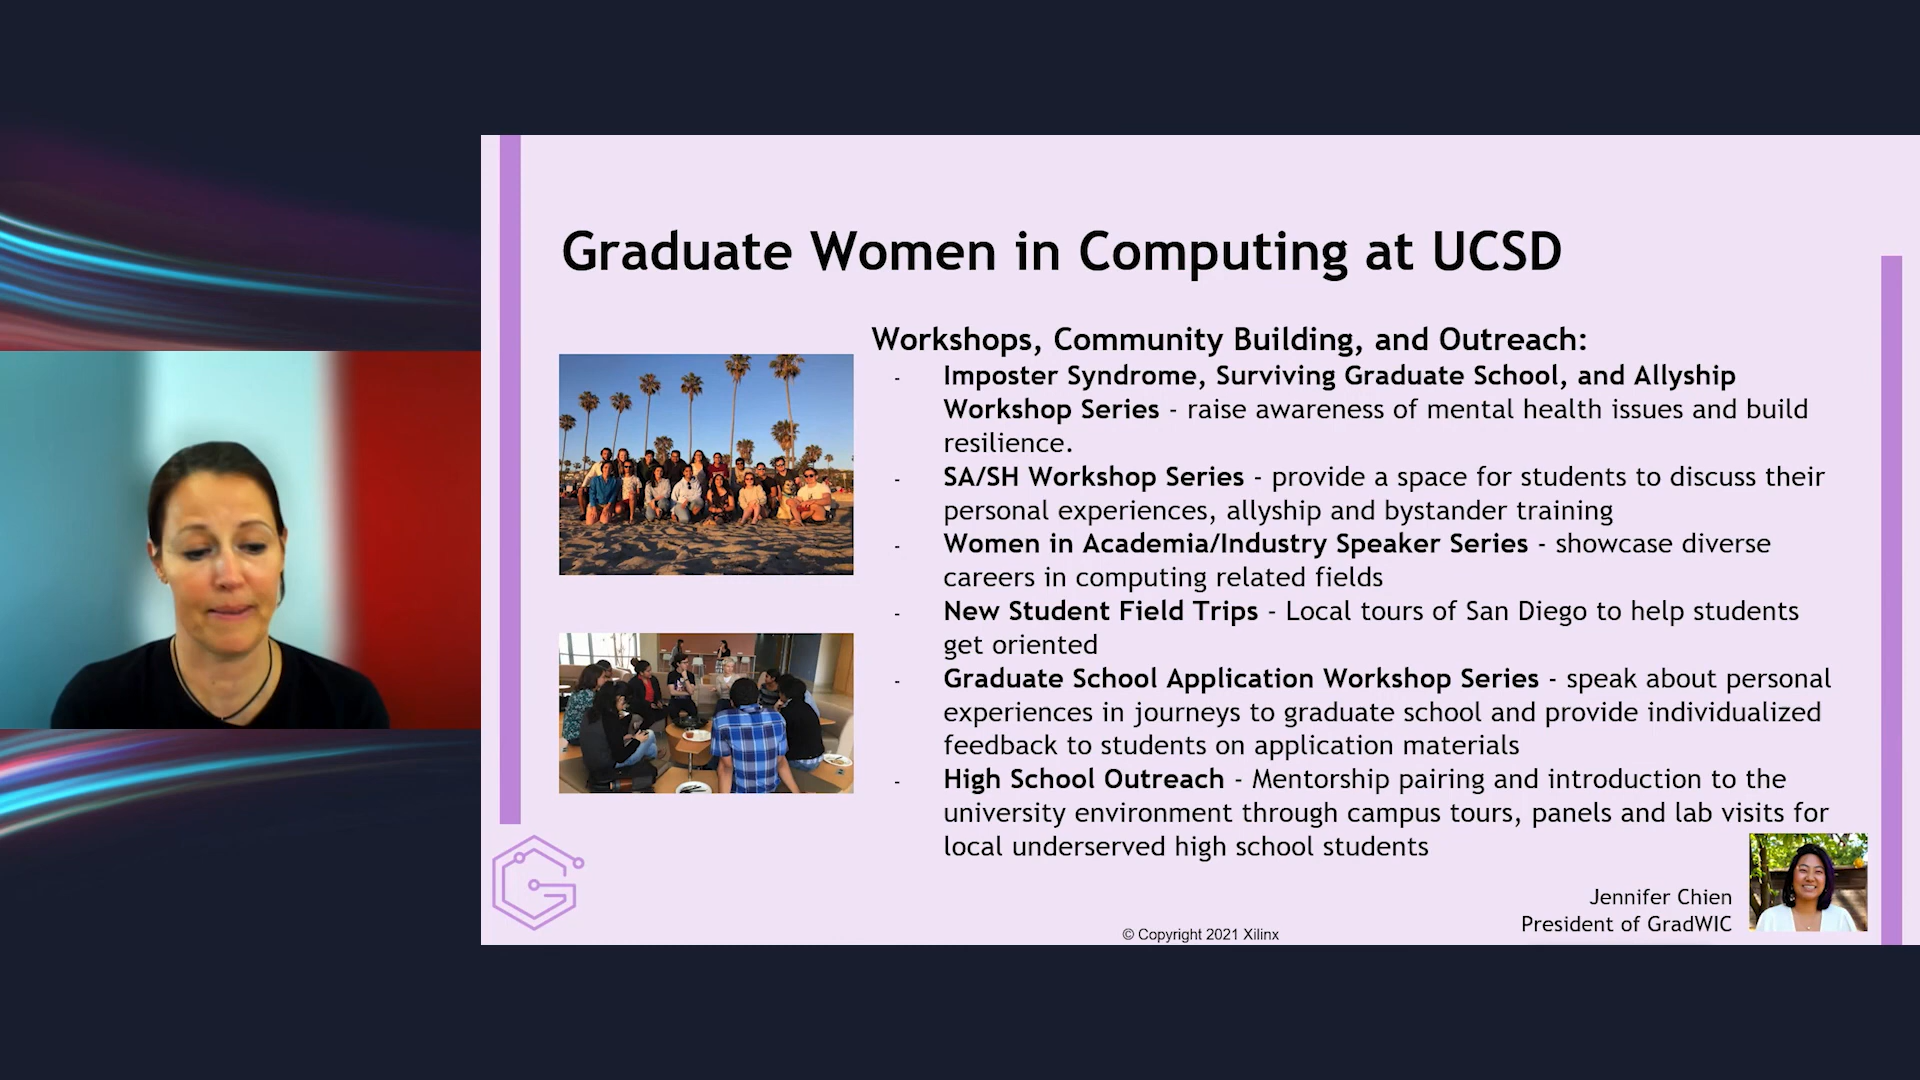 Graduate Women in Computing at UCSD
Workshops, Community Building, and Outreach:
- Imposter Syndrome, Surviving Graduate School, and Allyship
Workshop Series - raise awareness of mental health issues and build
resilience.
- SA/SH Workshop Series - provide a space for students to discuss their
personal experiences, allyship and bystander training
- Women in Academia/Industry Speaker Series - showcase diverse
careers in computing related fields
- New Student Field Trips - Local tours of San Diego to help students
get oriented
- Graduate School Application Workshop Series - speak about personal
experiences in journeys to graduate school and provide individualized
feedback to students on application materials
- High School Outreach - Mentorship pairing and introduction to the
university environment through campus tours, panels and lab visits for
local underserved high school students
Jennifer Chien
President of GradWIC
© Copyright 2021 Xilinx